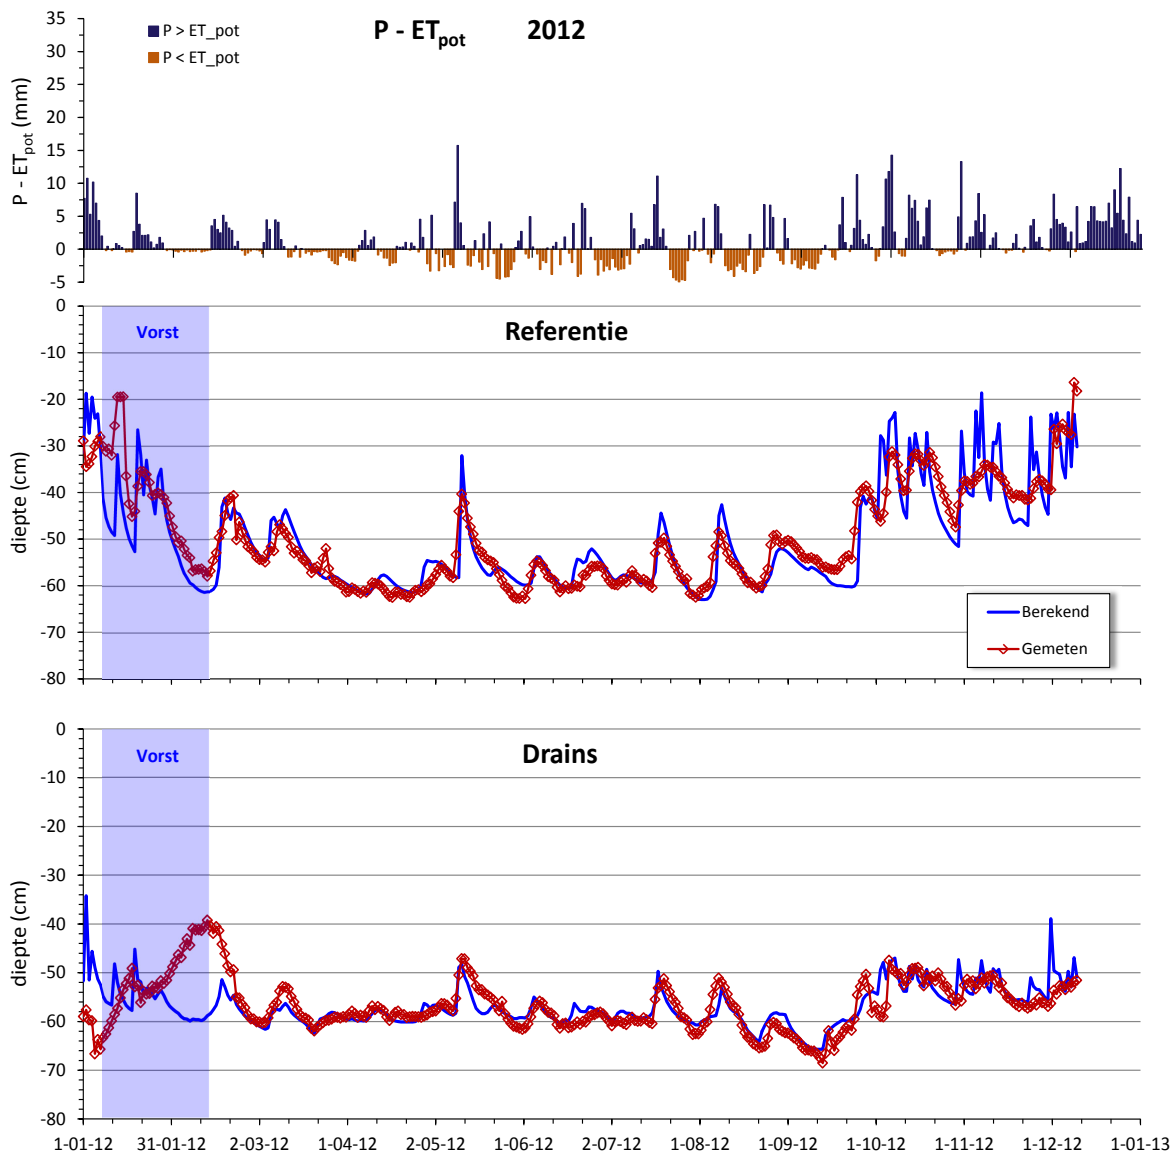 P - ET_pot 2012
P > ET_pot
P < ET_pot
P - ET_pot (mm)
35
30
25
20
15
10
5
0
-5
Vorst
Referentie
diepte (cm)
0
-10
-20
-30
-40
-50
-60
-70
-80
Berekend
Gemeten
Vorst
Drains
diepte (cm)
0
-10
-20
-30
-40
-50
-60
-70
-80
1-01-12 31-01-12 2-03-12 1-04-12 2-05-12 1-06-12 2-07-12 1-08-12 1-09-12 1-10-12 1-11-12 1-12-12 1-01-13